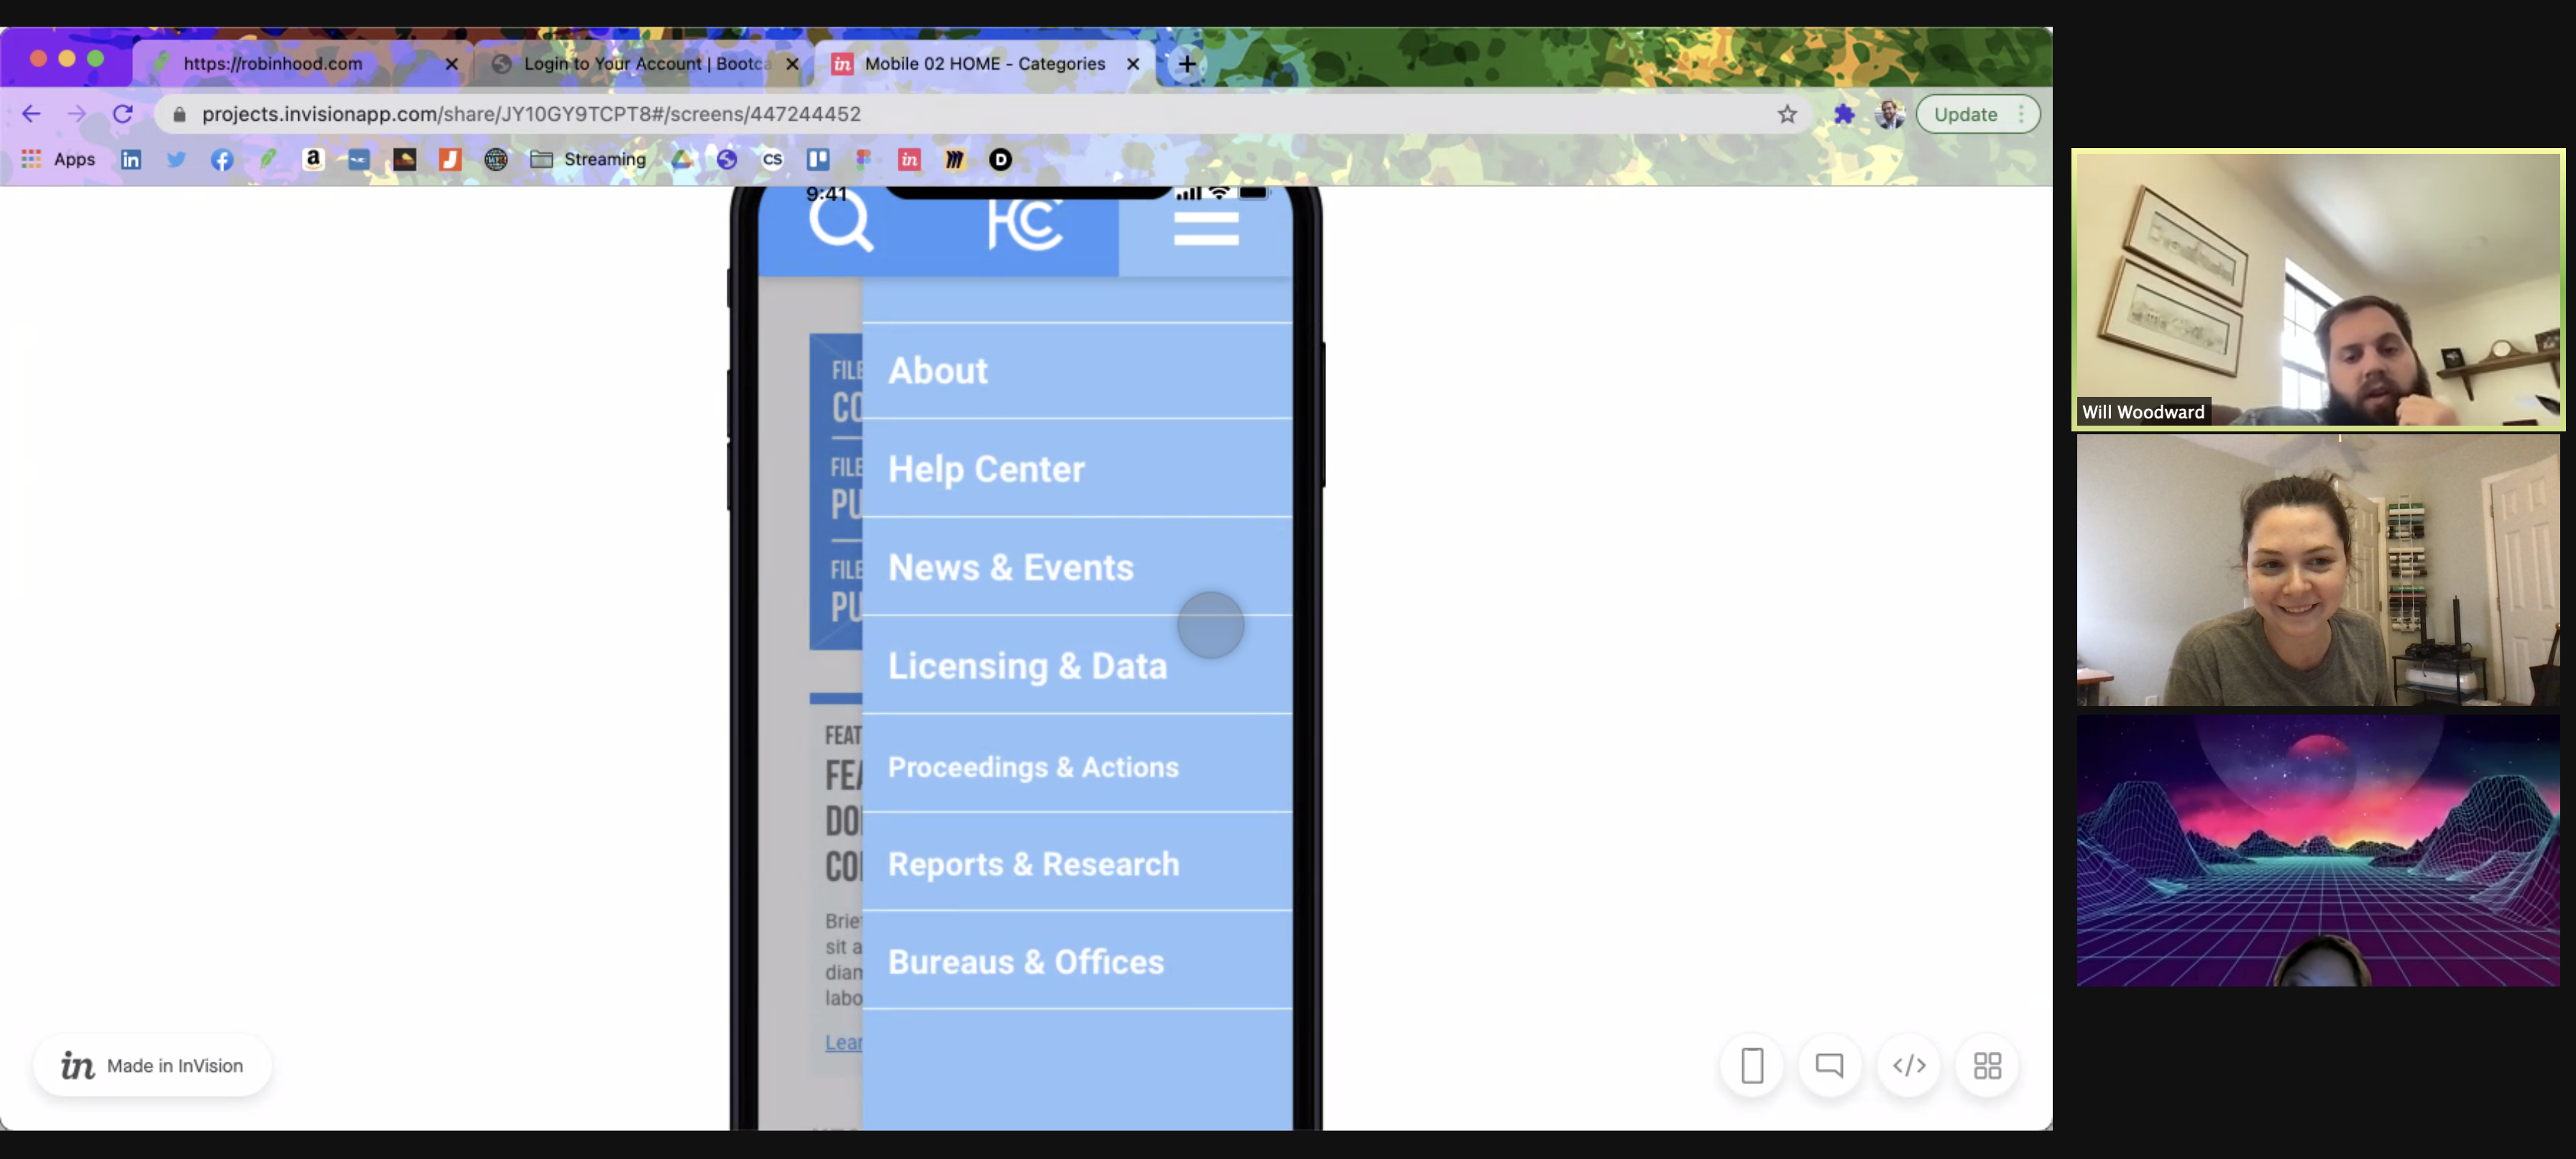 https://robinhood.com
Login to Your Account | Bootc
Mobile 02 HOME - Categories
projects.invisionapp.com/share/JY10GY9TCPT8#/screens/447244452
Update
Apps
Streaming
CS
9:41
FCC
FILE
CO
FILE
PU
FILE
PU
About
Help Center
News & Events
Licensing & Data
Proceedings & Actions
Reports & Research
Bureaus & Offices
FEAT
FEA
DO
CO
Brie
sit a
diam
labo
Lear
in Made in InVision
Will Woodward